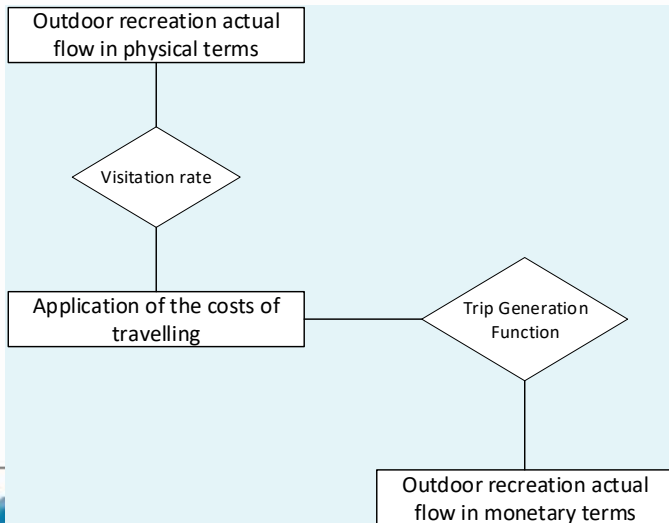 Outdoor recreation actual
flow in physical terms
Visitation rate
Application of the costs of
travelling
Trip Generation
Function
Outdoor recreation actual
flow in monetary terms